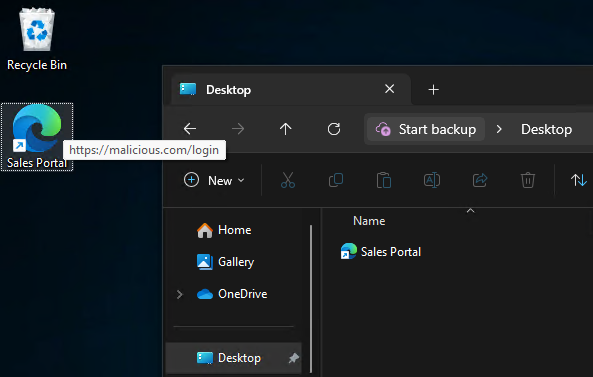 Recycle Bin
Sales Portal
https://malicious.com/login
Desktop
Start backup
Desktop
New
Name
Home
Sales Portal
Gallery
OneDrive
Desktop